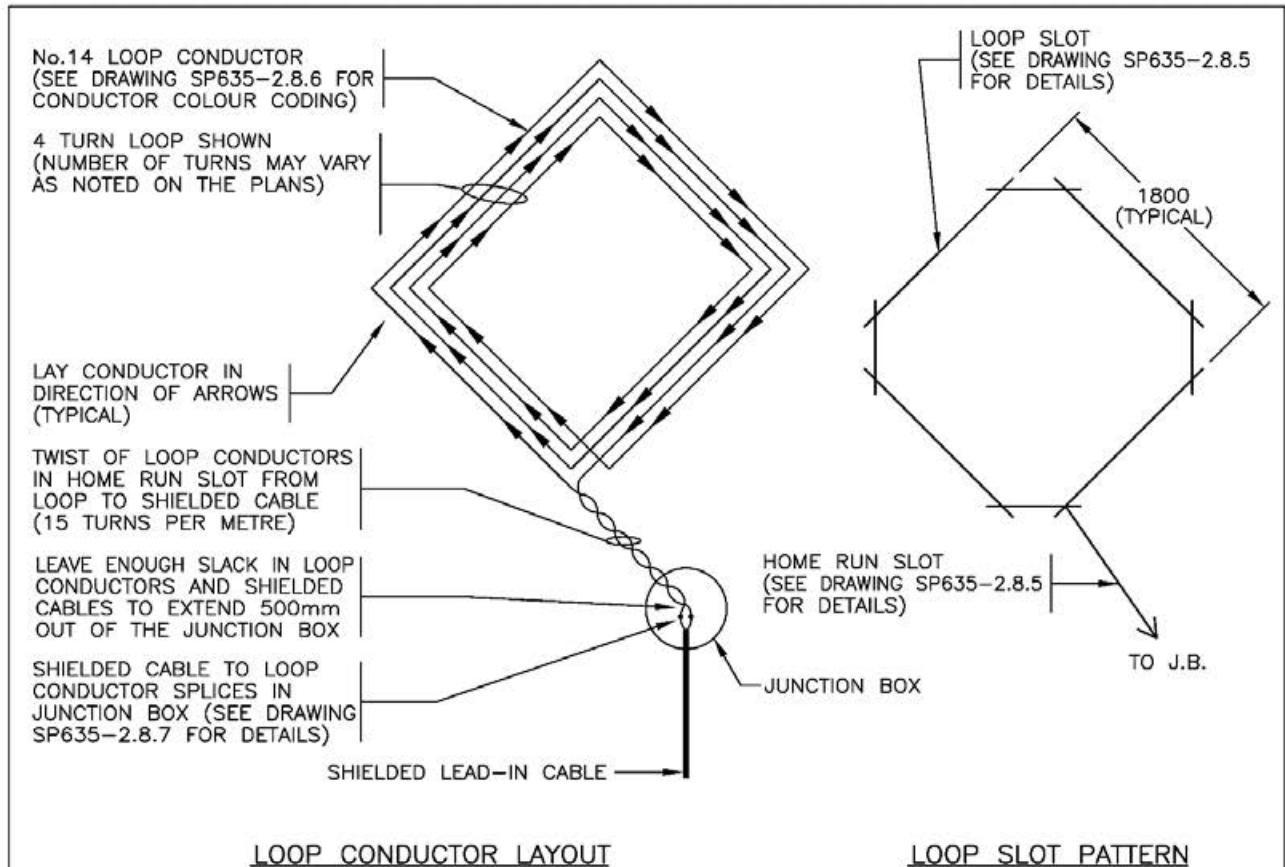 No.14 LOOP CONDUCTOR
(SEE DRAWING SP635-2.8.6 FOR
CONDUCTOR COLOUR CODING)
4 TURN LOOP SHOWN
(NUMBER OF TURNS MAY VARY
AS NOTED ON THE PLANS)
LAY CONDUCTOR IN
DIRECTION OF ARROWS
(TYPICAL)
TWIST OF LOOP CONDUCTORS
IN HOME RUN SLOT FROM
LOOP TO SHIELDED CABLE
(15 TURNS PER METRE)
LEAVE ENOUGH SLACK IN LOOP
CONDUCTORS AND SHIELDED
CABLES TO EXTEND 500mm
OUT OF THE JUNCTION BOX
SHIELDED CABLE TO LOOP
CONDUCTOR SPLICES IN
JUNCTION BOX (SEE DRAWING
SP635-2.8.7 FOR DETAILS)
SHIELDED LEAD-IN CABLE
JUNCTION BOX
LOOP CONDUCTOR LAYOUT
LOOP SLOT
(SEE DRAWING SP635-2.8.5
FOR DETAILS)
1800
(TYPICAL)
HOME RUN SLOT
(SEE DRAWING SP635-2.8.5
FOR DETAILS)
TO J.B.
LOOP SLOT PATTERN